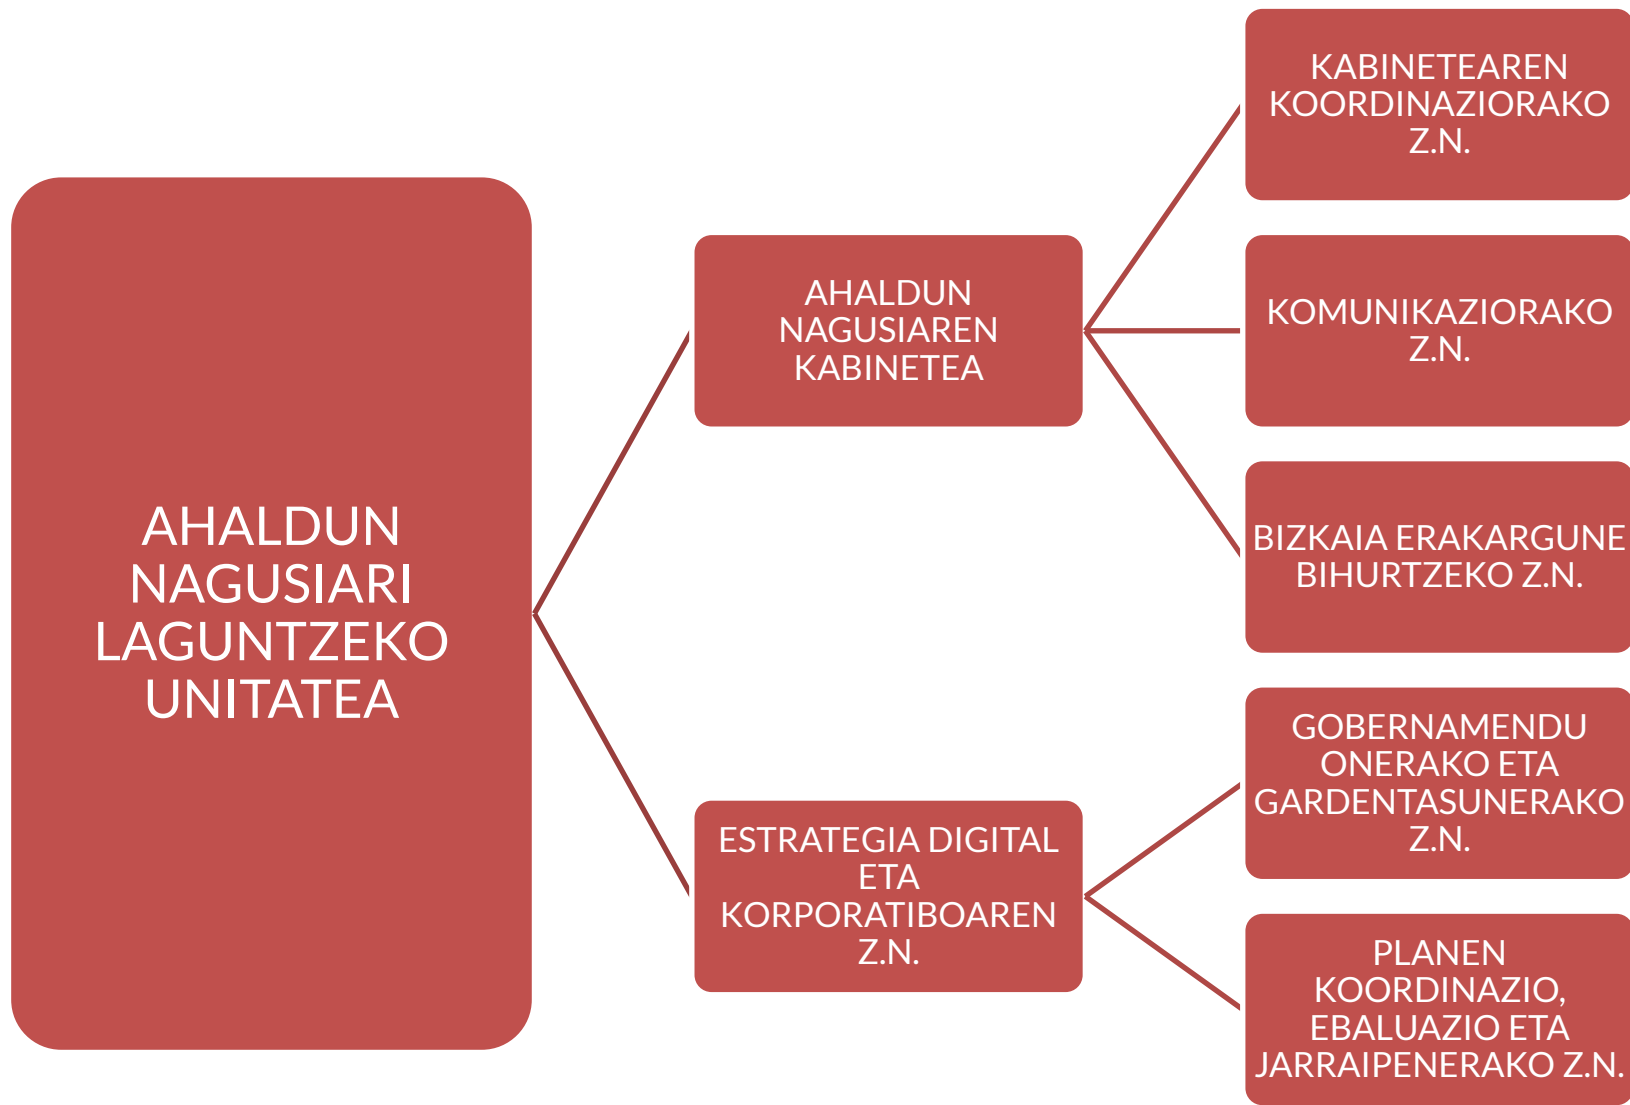 AHALDUN
NAGUSIARI
LAGUNTZEKO
UNITATEA
AHALDUN
NAGUSIAREN
KABINETEA
KABINETEAREN
KOORDINAZIORAKO
Z.N.
KOMUNIKAZIORAKO
Z.N.
BIZKAIA ERAKARGUNE
BIHURTZEKO Z.N.
ESTRATEGIA DIGITAL
ETA
KORPORATIBOAREN
Z.N.
GOBERNAMENDU
ONERAKO ETA
GARDENTASUNERAKO
Z.N.
PLANEN
KOORDINAZIO,
EBALUAZIO ETA
JARRAIPENERAKO Z.N.